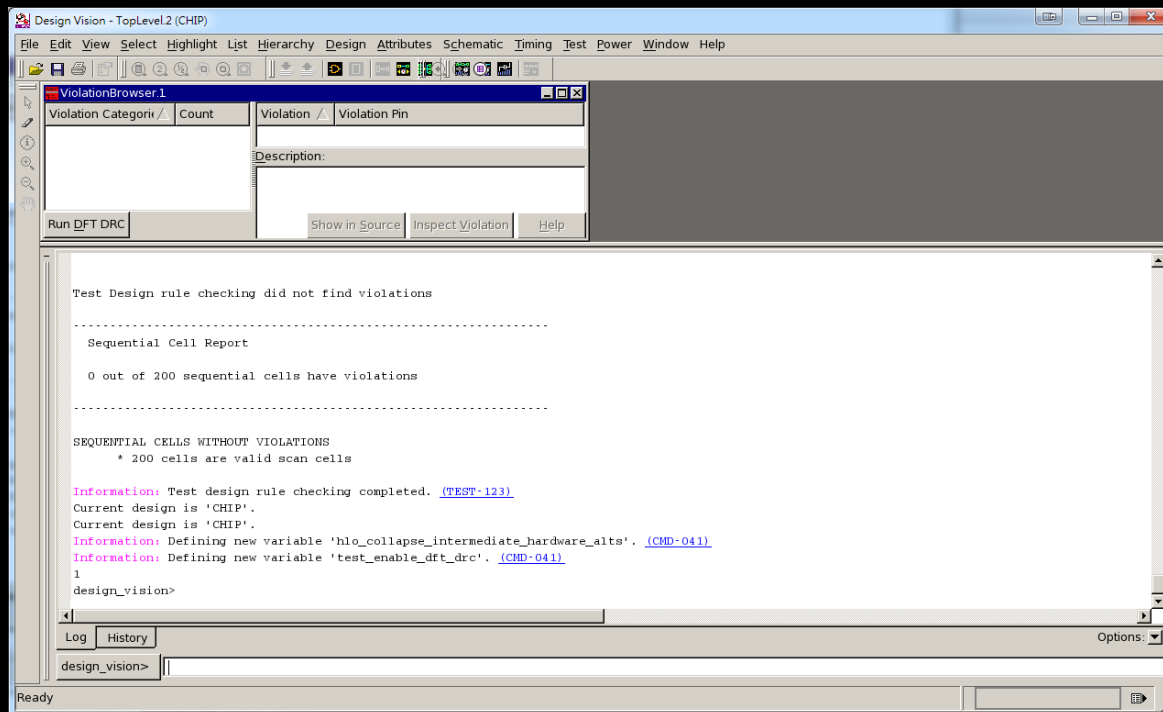 Design Vision - TopLevel.2 (CHIP)
File Edit View Select Highlight List Hierarchy Design Attributes Schematic Timing Test Power Window Help
ViolationBrowser.1
Violation Categori Count Violation Violation Pin
Description:
Run DFT DRC Show in Source Inspect Violation Help
Test Design rule checking did not find violations
-----------------------------------------------------------------
Sequential Cell Report
0 out of 200 sequential cells have violations
-----------------------------------------------------------------
SEQUENTIAL CELLS WITHOUT VIOLATIONS
* 200 cells are valid scan cells
Information: Test design rule checking completed. (TEST-123)
Current design is 'CHIP'.
Current design is 'CHIP'.
Information: Defining new variable 'hlo_collapse_intermediate_hardware_alts'. (CMD-041)
Information: Defining new variable 'test_enable_dft_drc'. (CMD-041)
1
design_vision>
Log History Options:
design_vision>
Ready